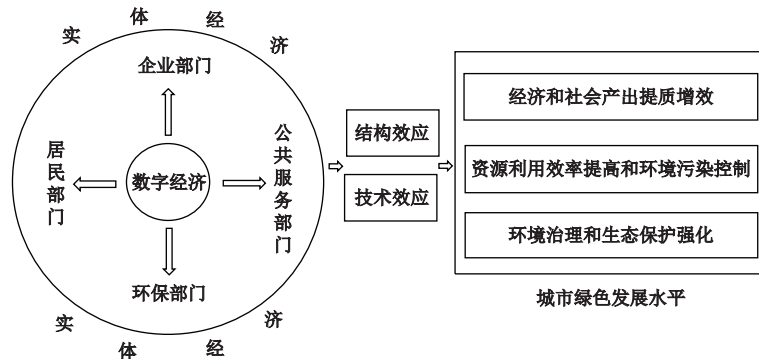 实体经济
企业部门
居民部门
数字经济
公共服务部门
环保部门
实体经济
结构效应
技术效应
经济和社会产出提质增效
资源利用效率提高和环境污染控制
环境治理和生态保护强化
城市绿色发展水平